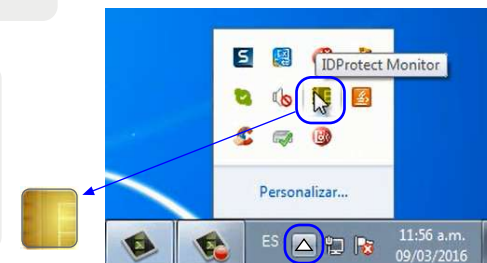 IDProtect Monitor
Personalizar...
ES
11:56 a.m.
09/03/2016